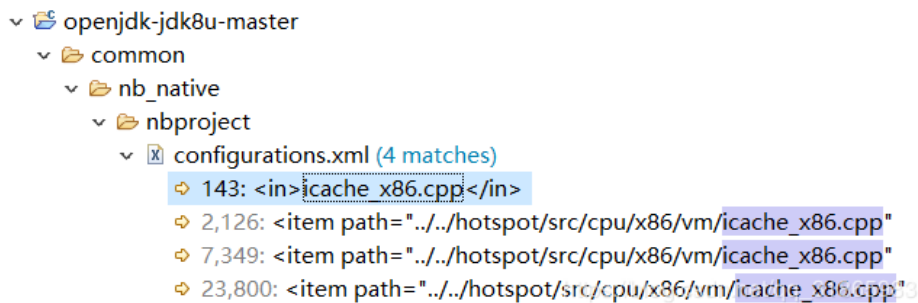 openjdk-jdk8u-master
common
nb_native
nbproject
configurations.xml (4 matches)
143: <in>icache_x86.cpp</in>
2,126: <item path="../../hotspot/src/cpu/x86/vm/icache_x86.cpp"
7,349: <item path="../../hotspot/src/cpu/x86/vm/icache_x86.cpp"
23,800: <item path="../../hotspot/src/cpu/x86/vm/icache_x86.cpp"